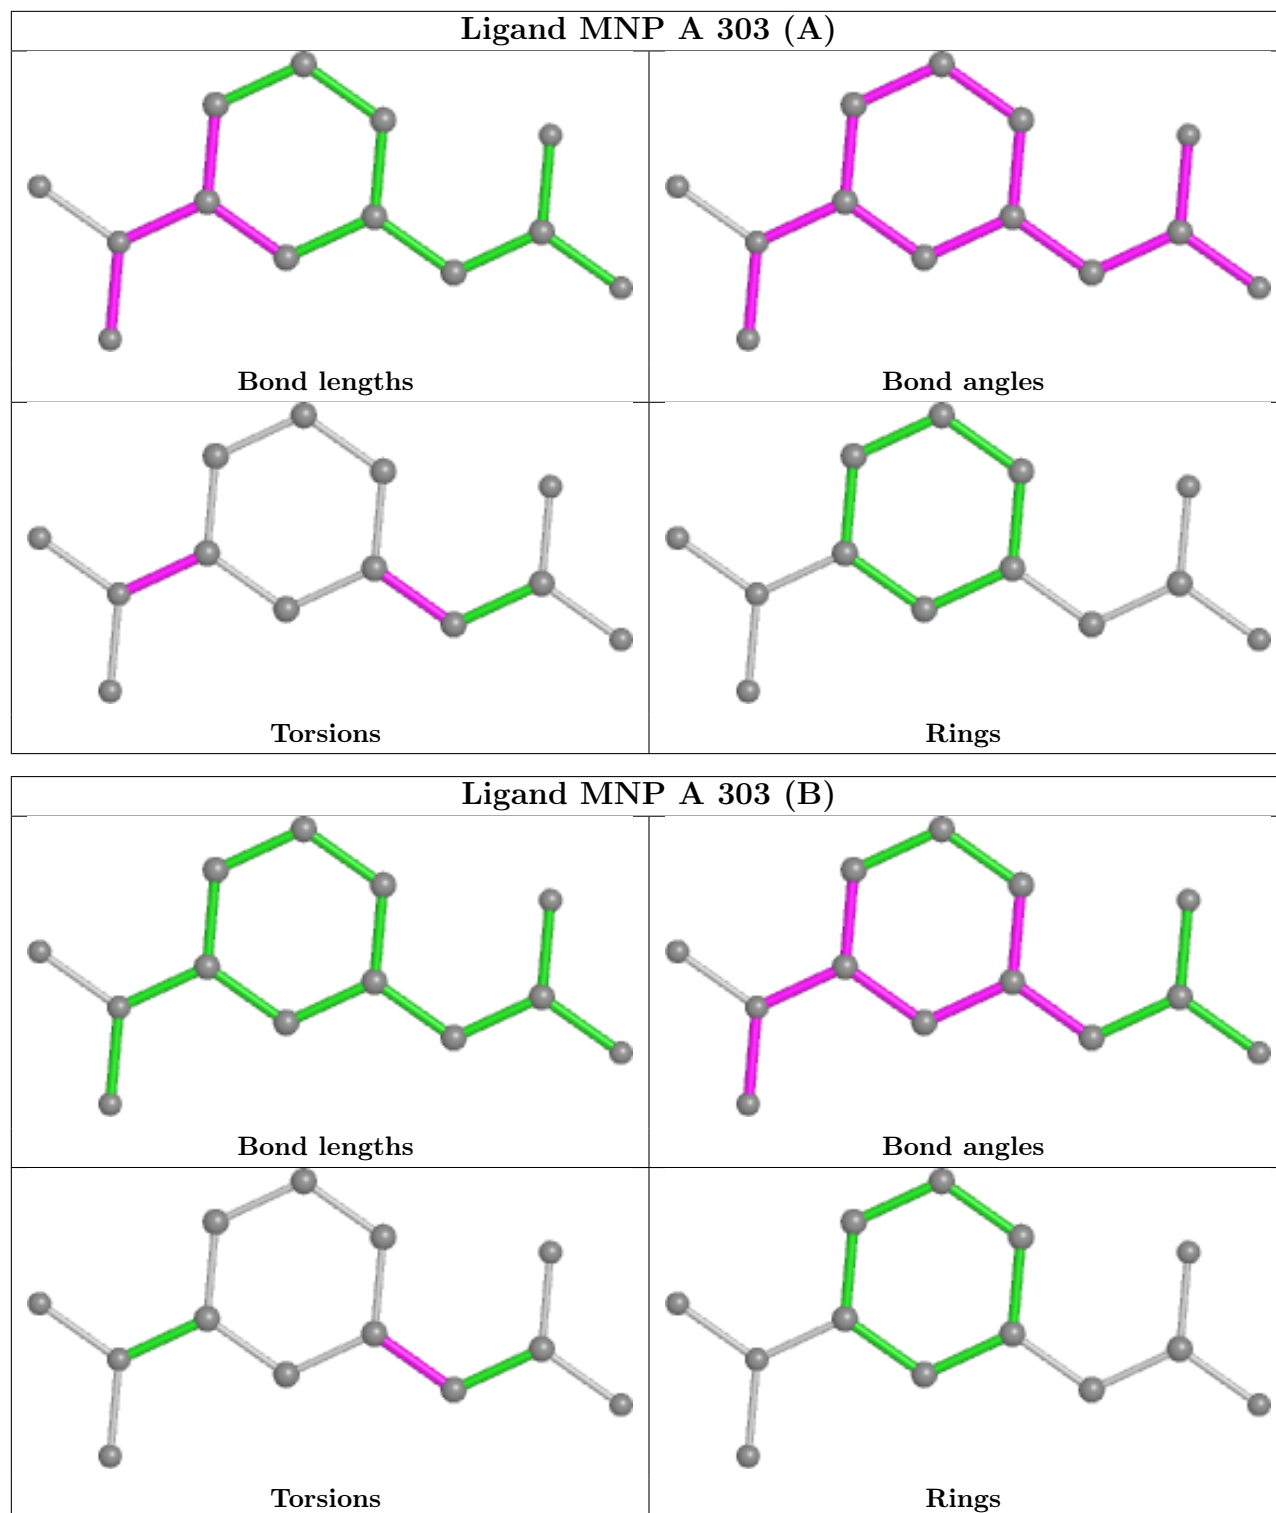 Ligand MNP A 303 (A)
Bond lengths
Bond angles
Torsions
Rings
Ligand MNP A 303 (B)
Bond lengths
Bond angles
Torsions
Rings